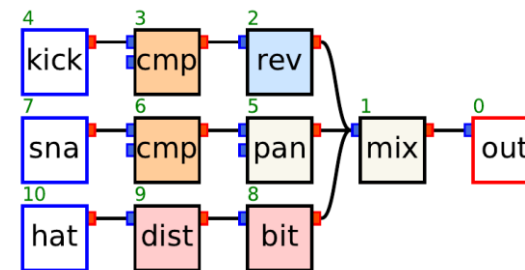 4 3 2
kick cmp rev
7 6 5 1 0
sna cmp pan mix out
10 9 8
hat dist bit